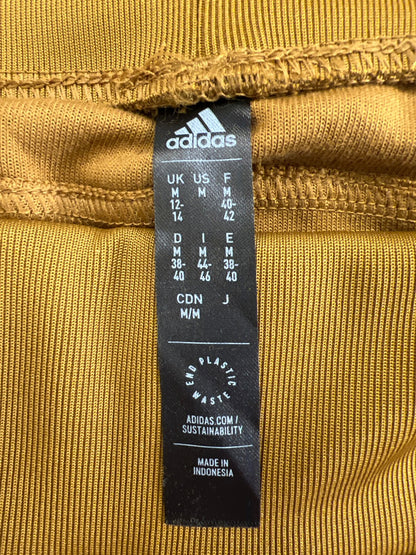 adidas
UK US F
M M M
12- 40-
14 42
D I E
M M M
38- 44- 38-
40 46 40
CDN J
M/M
END PLASTIC WASTE
ADIDAS.COM/
SUSTAINABILITY
MADE IN
INDONESIA